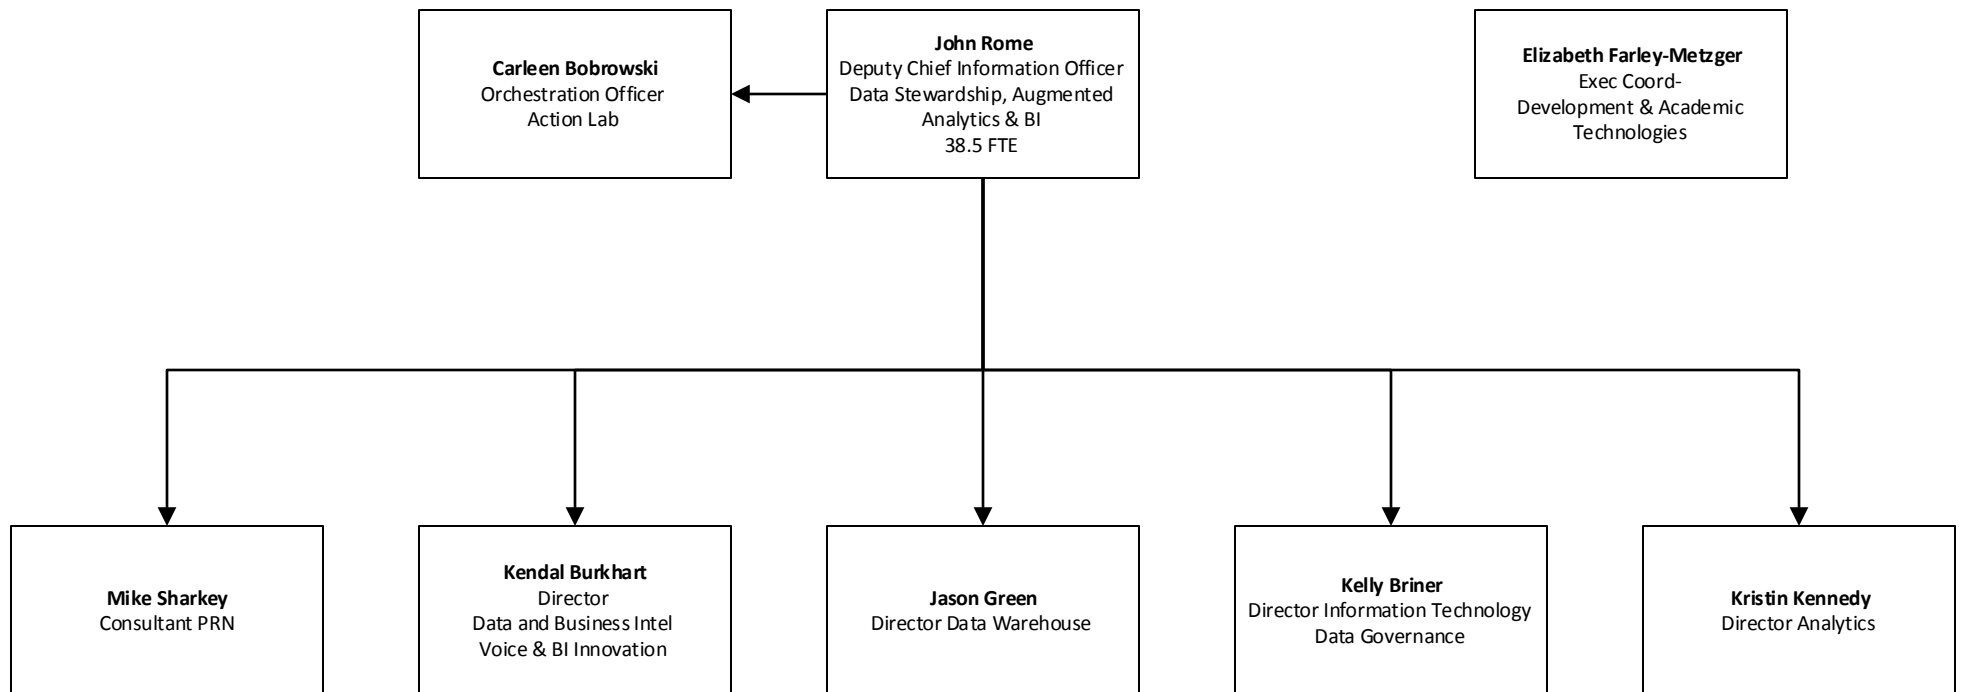 Carleen Bobrowski
Orchestration Officer
Action Lab
John Rome
Deputy Chief Information Officer
Data Stewardship, Augmented
Analytics & BI
38.5 FTE
Elizabeth Farley-Metzger
Exec Coord-
Development & Academic
Technologies
Mike Sharkey
Consultant PRN
Kendal Burkhart
Director
Data and Business Intel
Voice & BI Innovation
Jason Green
Director Data Warehouse
Kelly Briner
Director Information Technology
Data Governance
Kristin Kennedy
Director Analytics